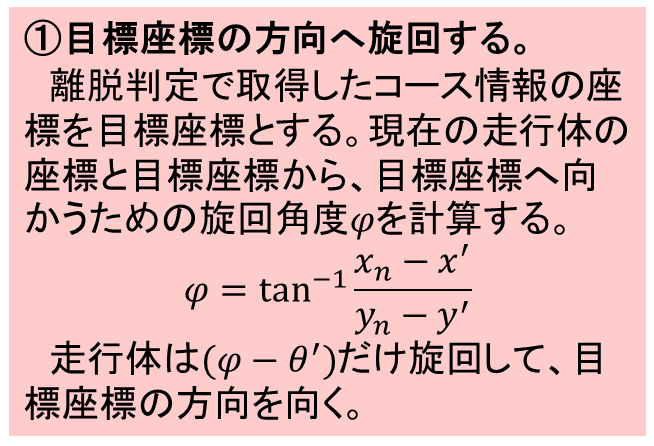 ①目標座標の方向へ旋回する。
離脱判定で取得したコース情報の座
標を目標座標とする。現在の走行体の
座標と目標座標から、目標座標へ向
かうための旋回角度φを計算する。
φ = tan⁻¹ (xₙ − x′)/(yₙ − y′)
走行体は(φ − θ′)だけ旋回して、目
標座標の方向を向く。